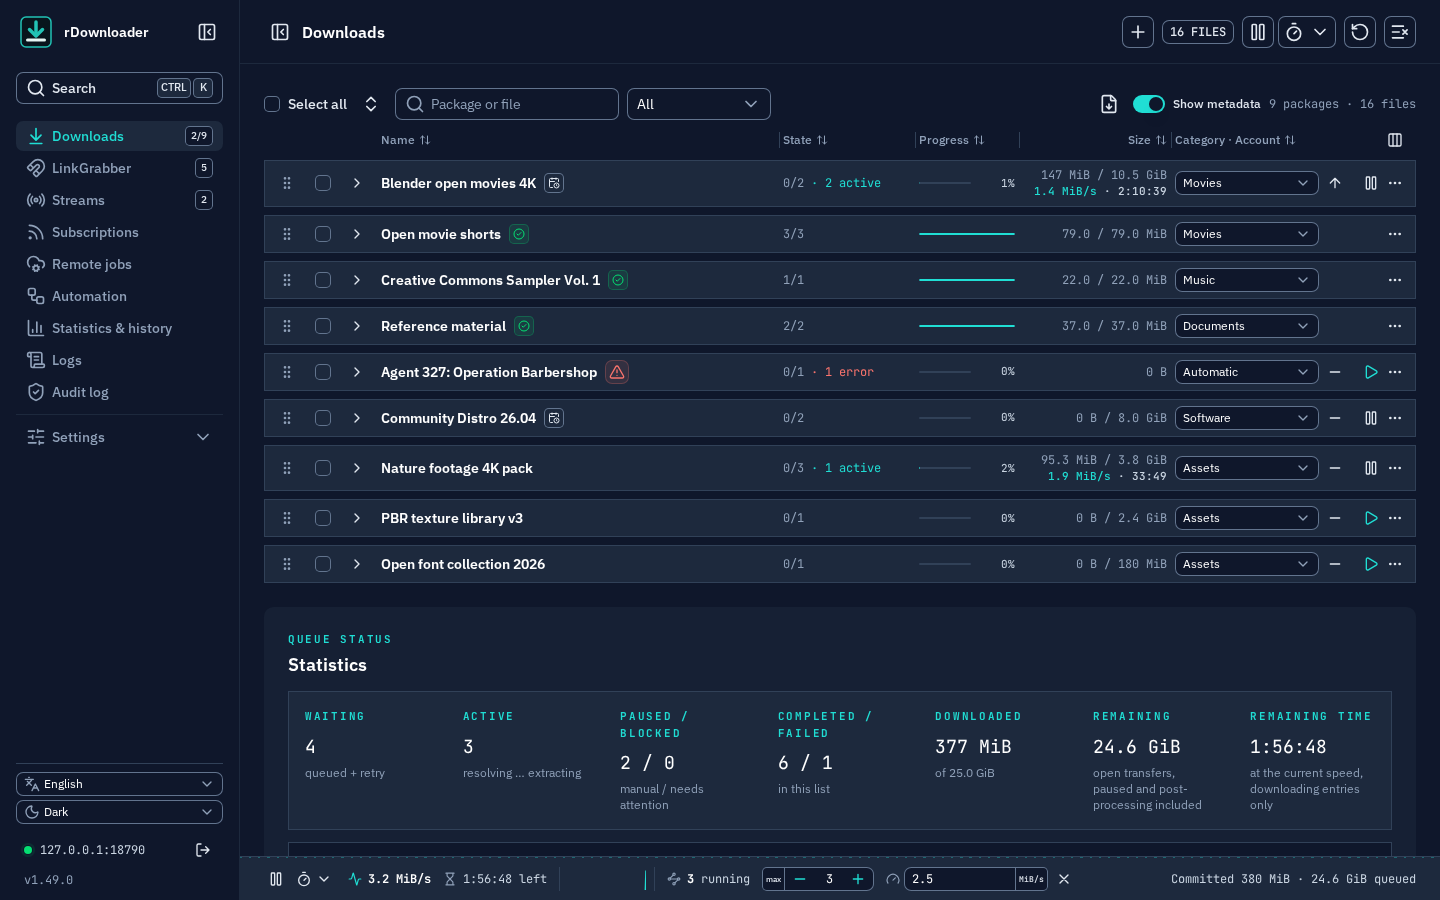 rDownloader
Search CTRL K
Downloads 2/9
LinkGrabber 5
Streams 2
Subscriptions
Remote jobs
Automation
Statistics & history
Logs
Audit log
Settings
English
Dark
127.0.0.1:18790
v1.49.0
Downloads
16 FILES
Select all
Package or file
All
Show metadata 9 packages · 16 files
Name State Progress Size Category · Account
Blender open movies 4K 0/2 · 2 active 1% 147 MiB / 10.5 GiB Movies
1.4 MiB/s · 2:10:39
Open movie shorts 3/3 79.0 / 79.0 MiB Movies
Creative Commons Sampler Vol. 1 1/1 22.0 / 22.0 MiB Music
Reference material 2/2 37.0 / 37.0 MiB Documents
Agent 327: Operation Barbershop 0/1 · 1 error 0% 0 B Automatic
Community Distro 26.04 0/2 0% 0 B / 8.0 GiB Software
Nature footage 4K pack 0/3 · 1 active 2% 95.3 MiB / 3.8 GiB Assets
1.9 MiB/s · 33:49
PBR texture library v3 0/1 0% 0 B / 2.4 GiB Assets
Open font collection 2026 0/1 0% 0 B / 180 MiB Assets
QUEUE STATUS
Statistics
WAITING
4
queued + retry
ACTIVE
3
resolving … extracting
PAUSED /
BLOCKED
2 / 0
manual / needs
attention
COMPLETED /
FAILED
6 / 1
in this list
DOWNLOADED
377 MiB
of 25.0 GiB
REMAINING
24.6 GiB
open transfers,
paused and post-
processing included
REMAINING TIME
1:56:48
at the current speed,
downloading entries
only
3.2 MiB/s 1:56:48 left 3 running max 3 2.5 MiB/s Committed 380 MiB · 24.6 GiB queued